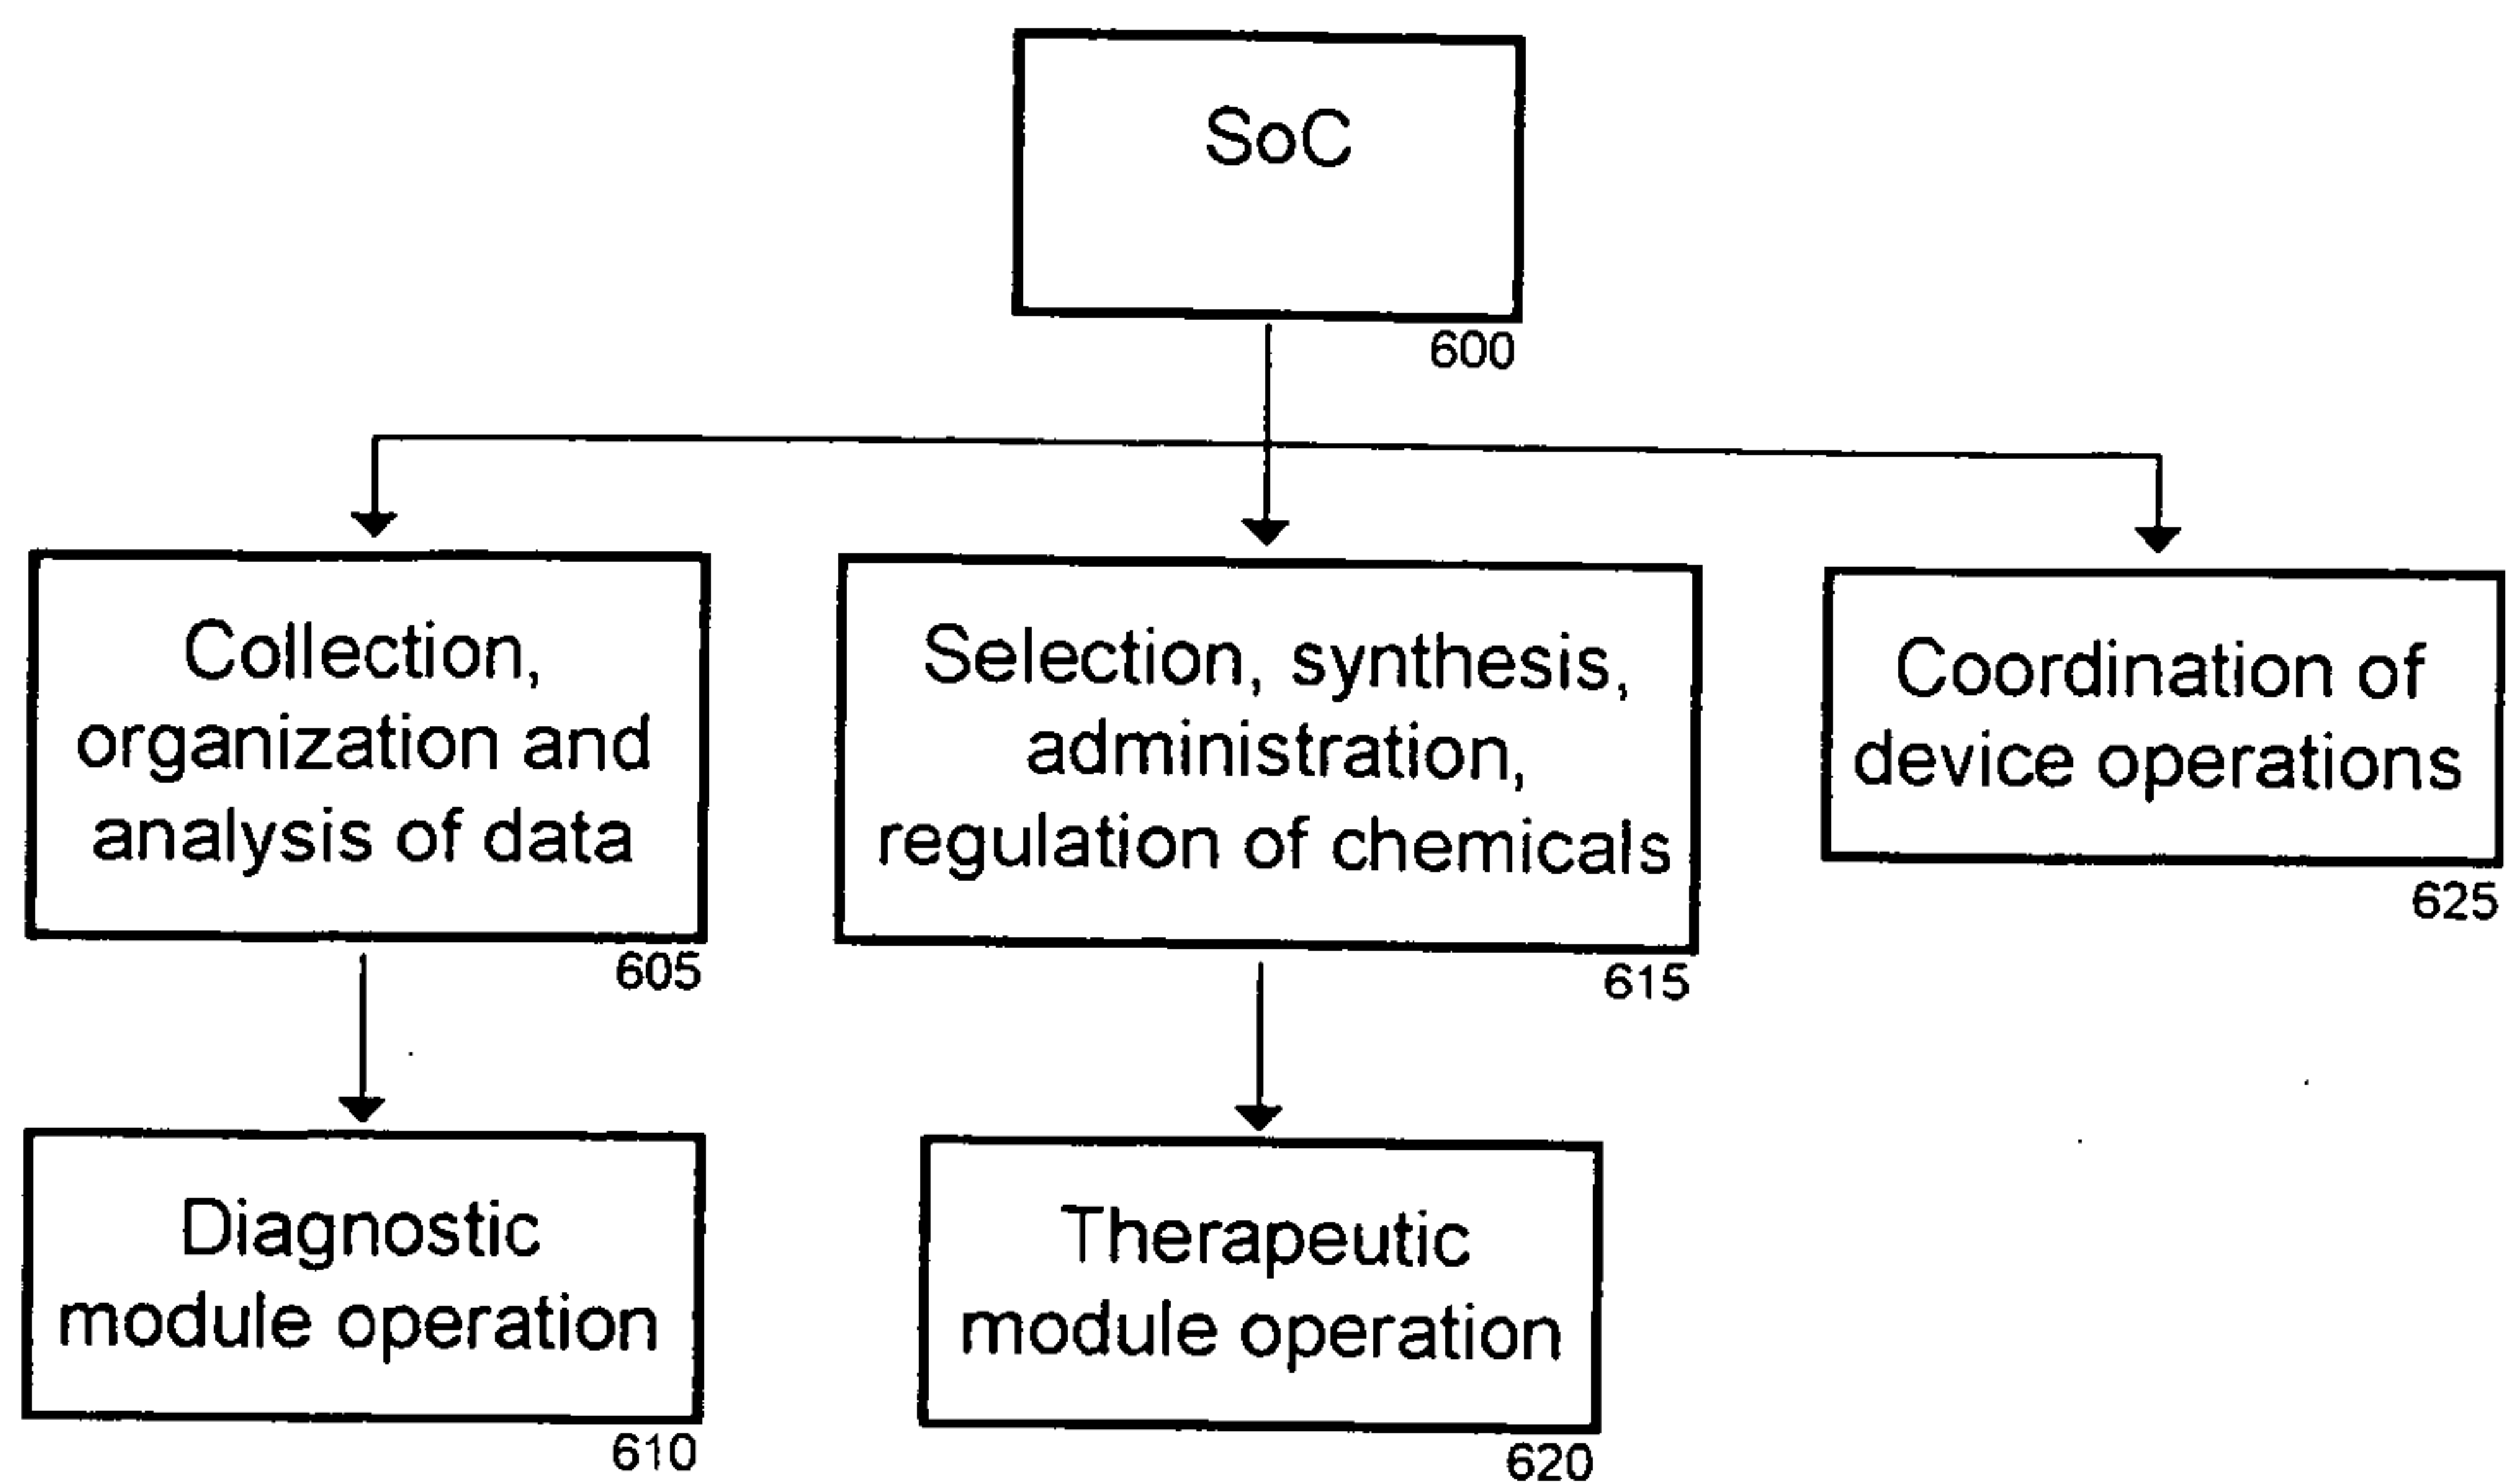 SoC
600
Collection,
organization and
analysis of data
605
Selection, synthesis,
administration,
regulation of chemicals
615
Coordination of
device operations
625
Diagnostic
module operation
610
Therapeutic
module operation
620